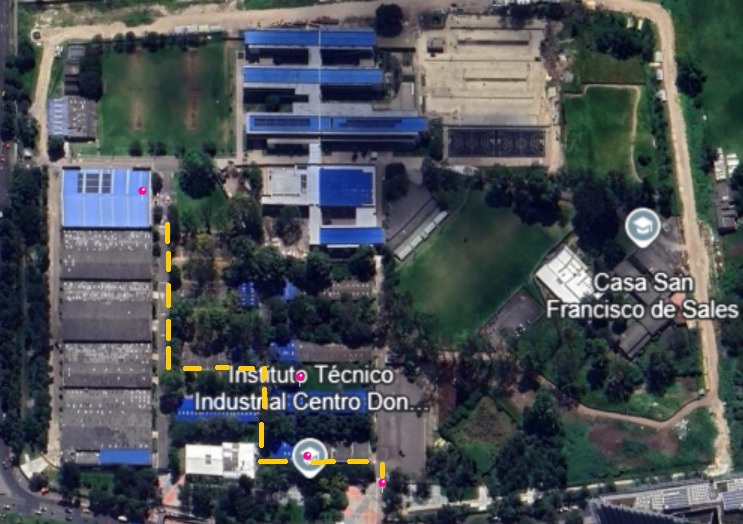 Casa San
Francisco de Sales
Instituto Técnico
Industrial Centro Don...